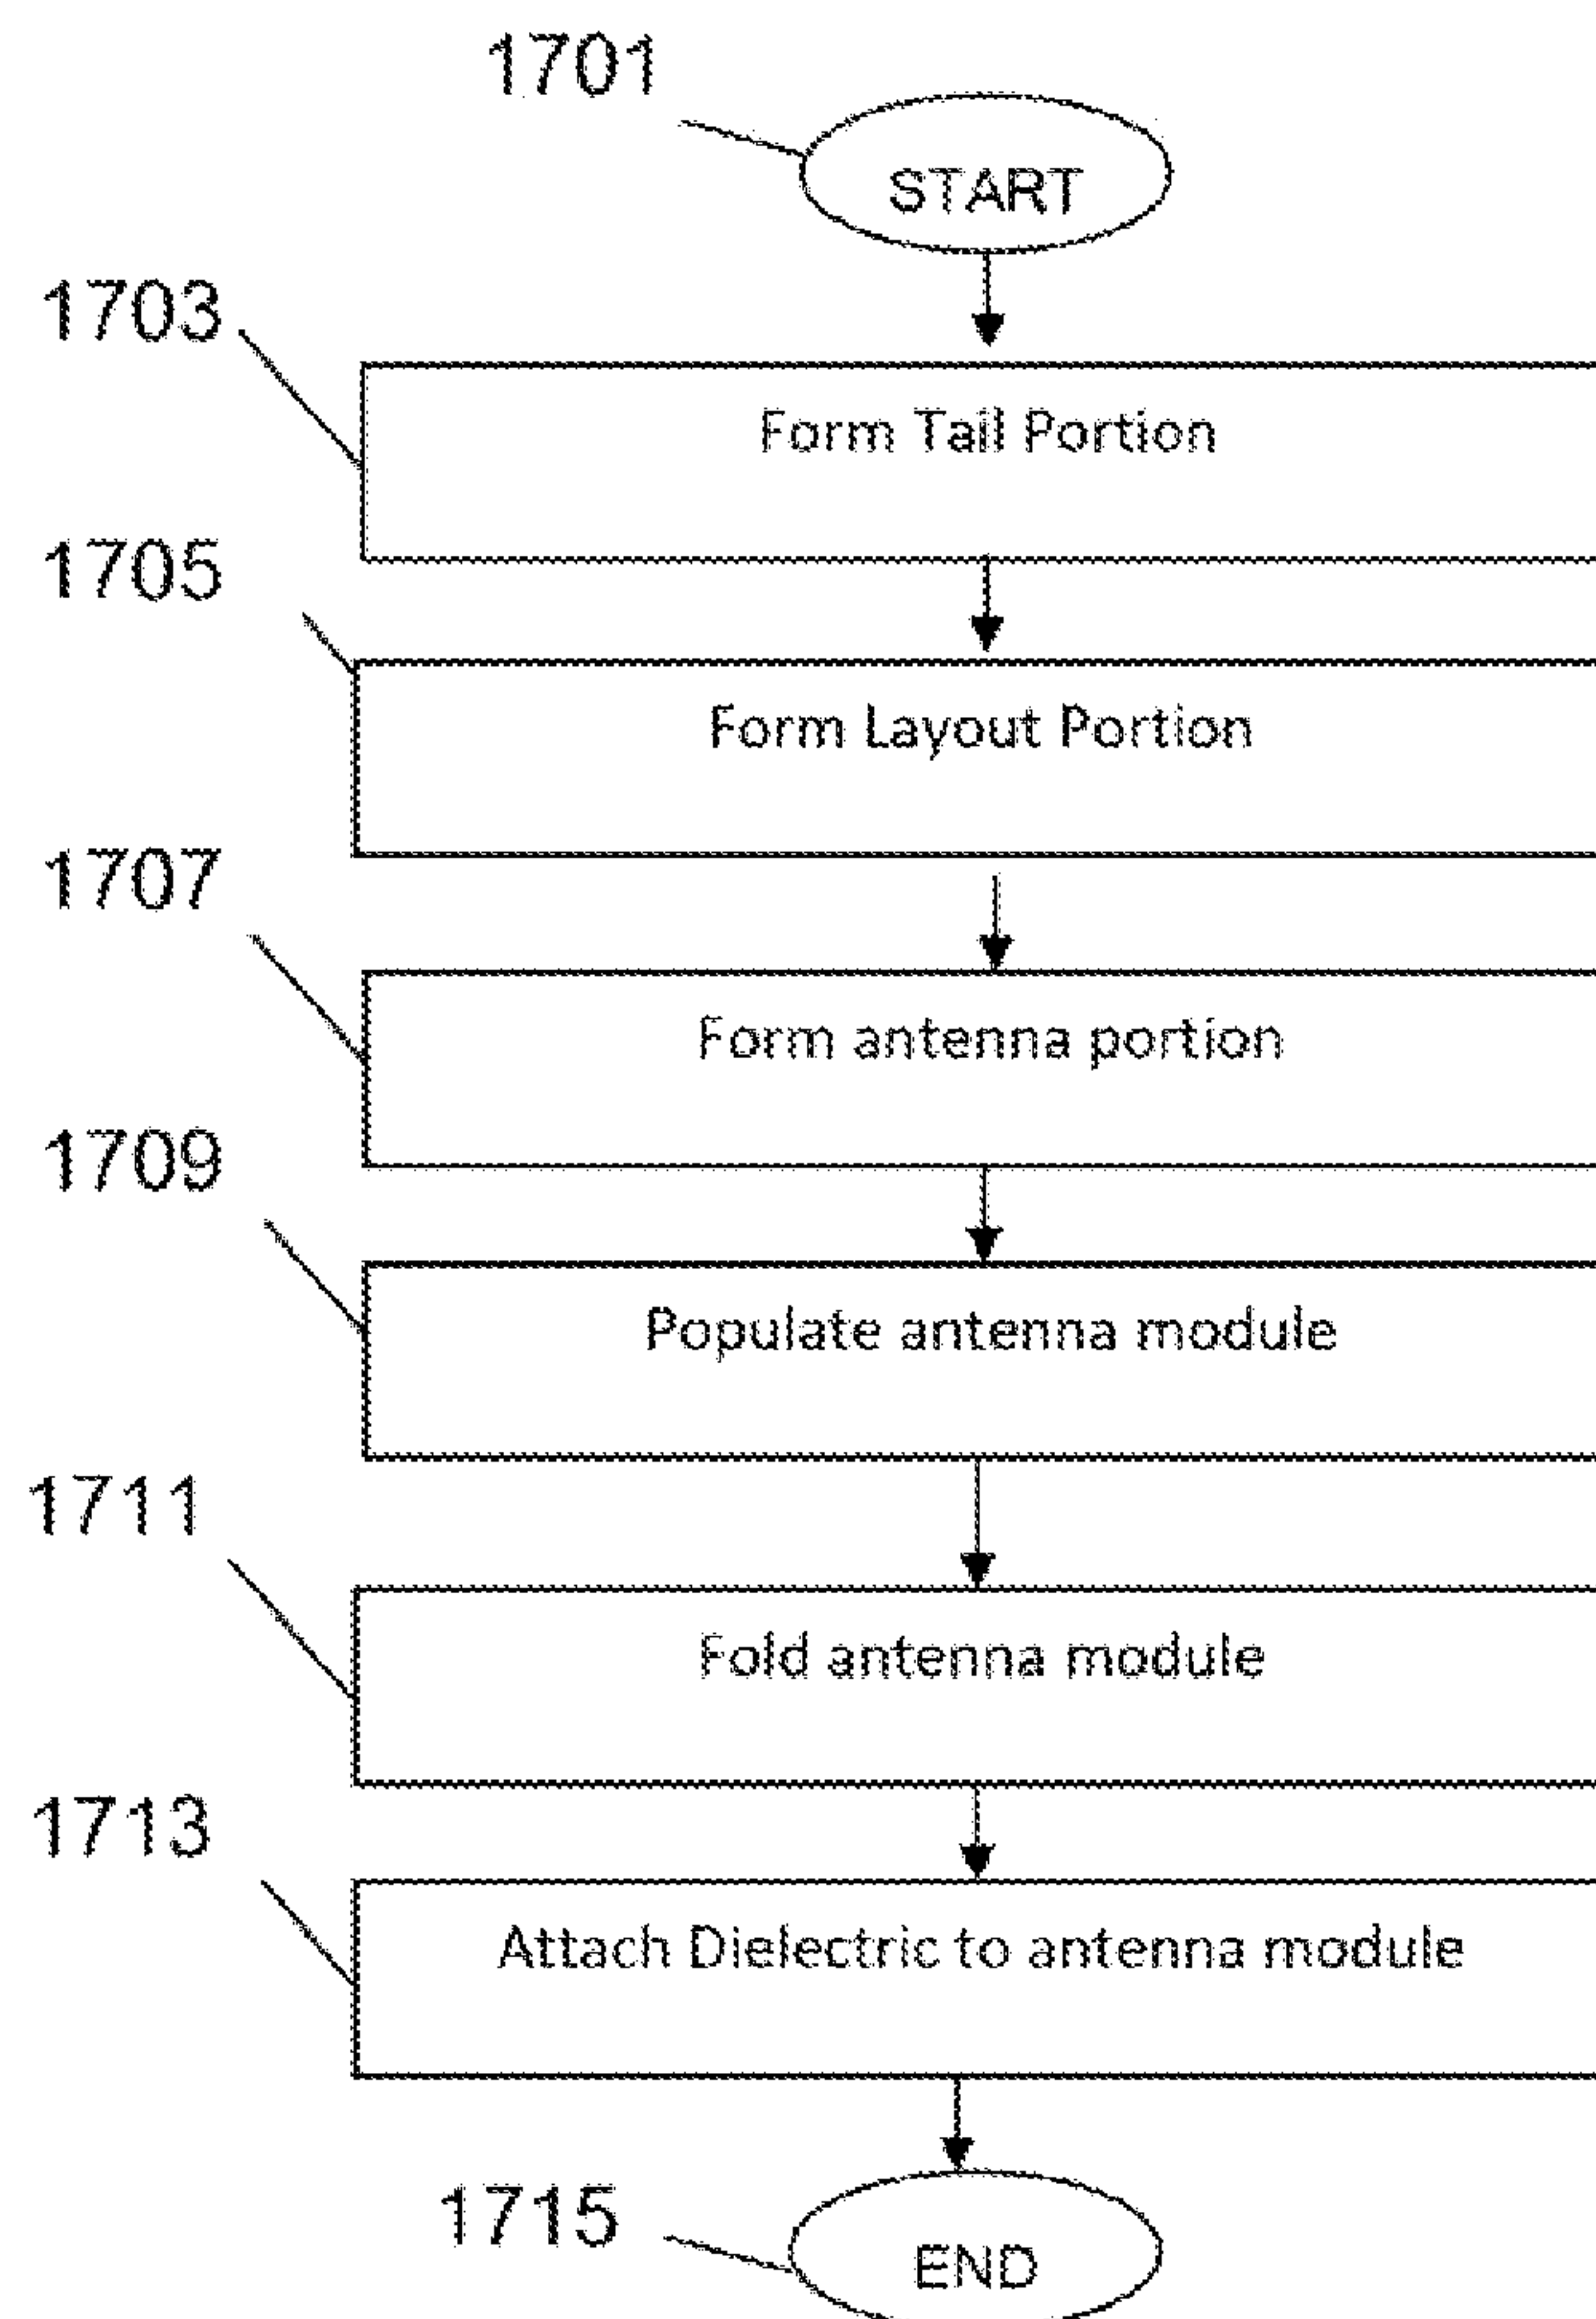 1701
START
1703
Form Tail Portion
1705
Form Layout Portion
1707
Form antenna portion
1709
Populate antenna module
1711
Fold antenna module
1713
Attach Dielectric to antenna module
1715
END